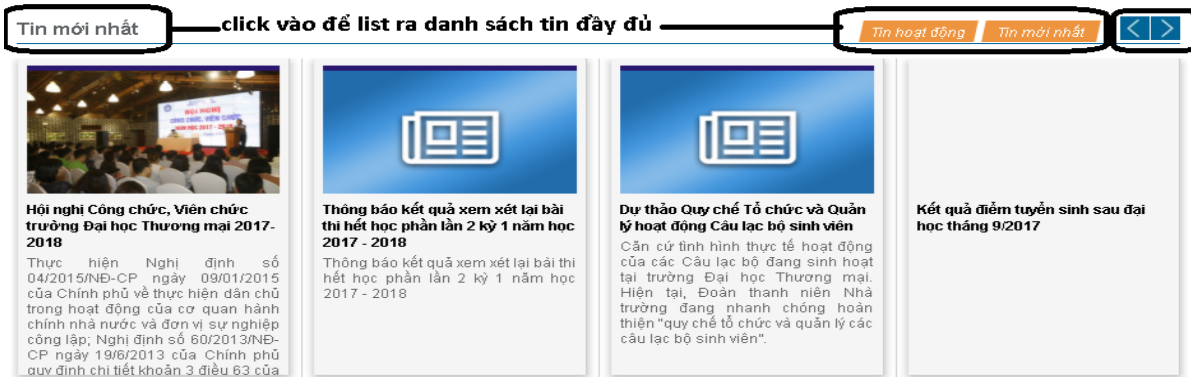 Tin mới nhất
click vào để list ra danh sách tin đầy đủ
Tin hoạt động
Tin mới nhất
HỘI NGHỊ
CÔNG CHỨC, VIÊN CHỨC
NĂM HỌC 2017 - 2018
Hội nghị Công chức, Viên chức
trường Đại học Thương mại 2017-
2018
Thực hiện Nghị định số
04/2015/NĐ-CP ngày 09/01/2015
của Chính phủ về thực hiện dân chủ
trong hoạt động của cơ quan hành
chính nhà nước và đơn vị sự nghiệp
công lập; Nghị định số 60/2013/NĐ-
CP ngày 19/6/2013 của Chính phủ
quy định chi tiết khoản 3 điều 63 của
Thông báo kết quả xem xét lại bài
thi hết học phần lần 2 kỳ 1 năm học
2017 - 2018
Thông báo kết quả xem xét lại bài thi
hết học phần lần 2 kỳ 1 năm học
2017 - 2018
Dự thảo Quy chế Tổ chức và Quản
lý hoạt động Câu lạc bộ sinh viên
Căn cứ tình hình thực tế hoạt động
của các Câu lạc bộ đang sinh hoạt
tại trường Đại học Thương mại.
Hiện tại, Đoàn thanh niên Nhà
trường đang nhanh chóng hoàn
thiện "quy chế tổ chức và quản lý các
câu lạc bộ sinh viên".
Kết quả điểm tuyển sinh sau đại
học tháng 9/2017